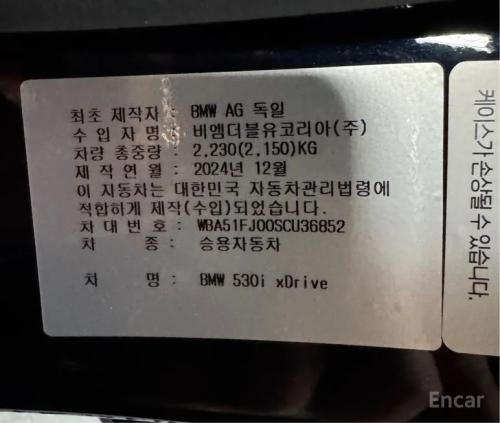 최초 제작자 : BMW AG 독일
수 입 자 명 : 비엠더블유코리아(주)
차량 총중량 : 2,230(2,150)KG
제 작 연 월 : 2024년 12월
이 자동차는 대한민국 자동차관리법령에
적합하게 제작(수입)되었습니다.
차 대 번 호 : WBA51FJ00SCU36852
차 종 : 승용자동차
차 명 : BMW 530i xDrive
케이스가 손상될 수 있습니다.
Encar